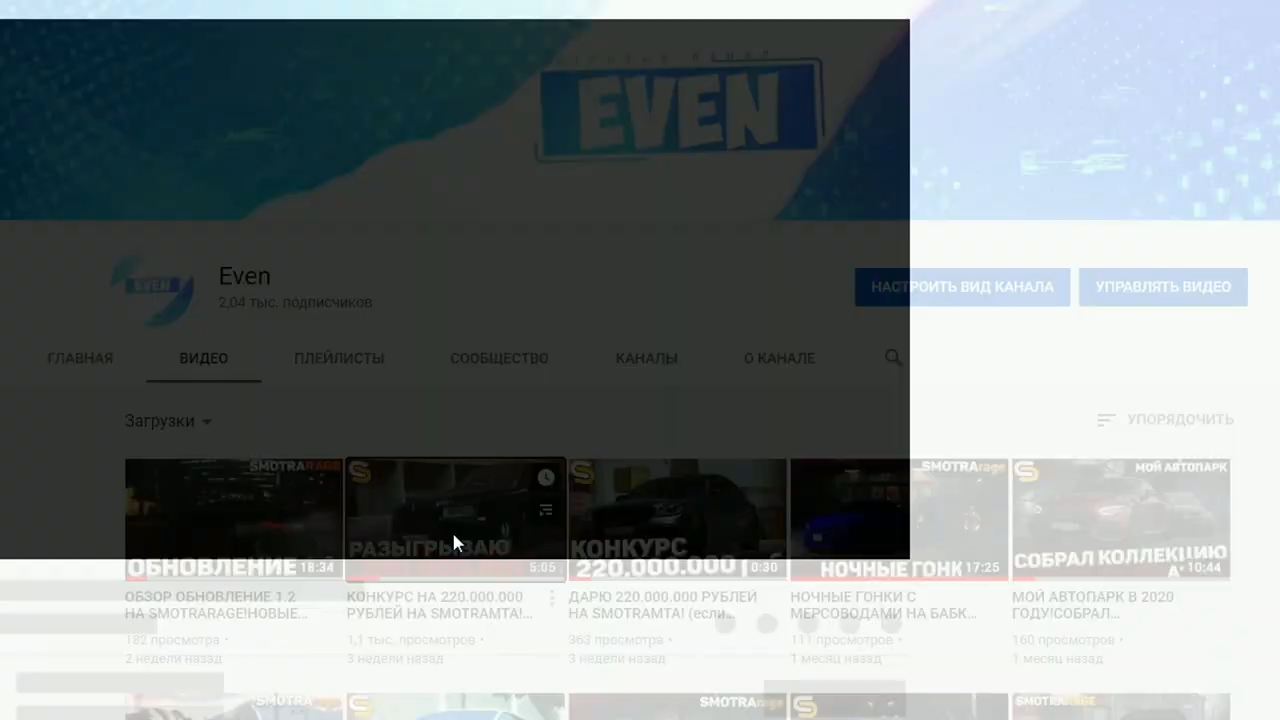 EVEN
EVEN
Even
2,04 тыс. подписчиков
НАСТРОИТЬ ВИД КАНАЛА
УПРАВЛЯТЬ ВИДЕО
ГЛАВНАЯ
ВИДЕО
ПЛЕЙЛИСТЫ
СООБЩЕСТВО
КАНАЛЫ
О КАНАЛЕ
Загрузки
УПОРЯДОЧИТЬ
SMOTRARAGE
ОБНОВЛЕНИЕ
18:34
РАЗЫГРЫВАЮ
5:05
КОНКУРС
220.000.000
0:30
SMOTRArage
НОЧНЫЕ ГОНК
17:25
МОЙ АВТОПАРК
СОБРАЛ КОЛЛЕКЦИЮ
10:44
ОБЗОР ОБНОВЛЕНИЕ 1.2
НА SMOTRARAGE!НОВЫЕ...
182 просмотра •
2 недели назад
КОНКУРС НА 220.000.000
РУБЛЕЙ НА SMOTRAMTA!...
1,1 тыс. просмотров •
3 недели назад
ДАРЮ 220.000.000 РУБЛЕЙ
НА SMOTRAMTA! (если...
363 просмотра •
3 недели назад
НОЧНЫЕ ГОНКИ С
МЕРСОВОДАМИ НА БАБК...
111 просмотров •
1 месяц назад
МОЙ АВТОПАРК В 2020
ГОДУ!СОБРАЛ...
160 просмотров •
1 месяц назад
SMOTRA
SMOTRArage
SMOTRARAGE